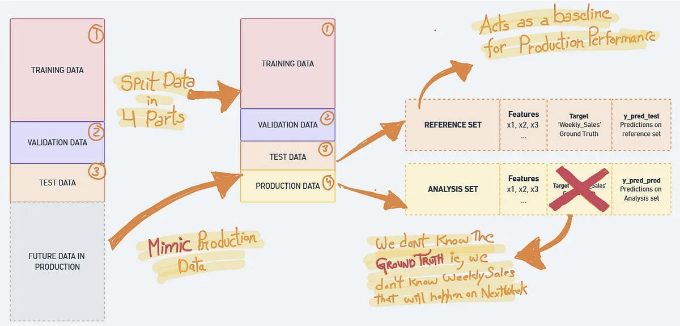 ①
TRAINING DATA
②
VALIDATION DATA
③
TEST DATA
FUTURE DATA IN
PRODUCTION
Split Data
in
4 Parts
Mimic Production
Data
①
TRAINING DATA
②
VALIDATION DATA
③
TEST DATA
PRODUCTION DATA
④
Acts as a baseline
for Production Performance
REFERENCE SET
Features
x1, x2, x3
...
Target
'Weekly_Sales'
Ground Truth
y_pred_test
Predictions on
reference set
ANALYSIS SET
Features
x1, x2, x3
...
Target
y_pred_prod
Predictions on
Analysis set
We dont Know The
GROUND TRUTH ie, we
don't know Weekly Sales
that will happen on Next Week